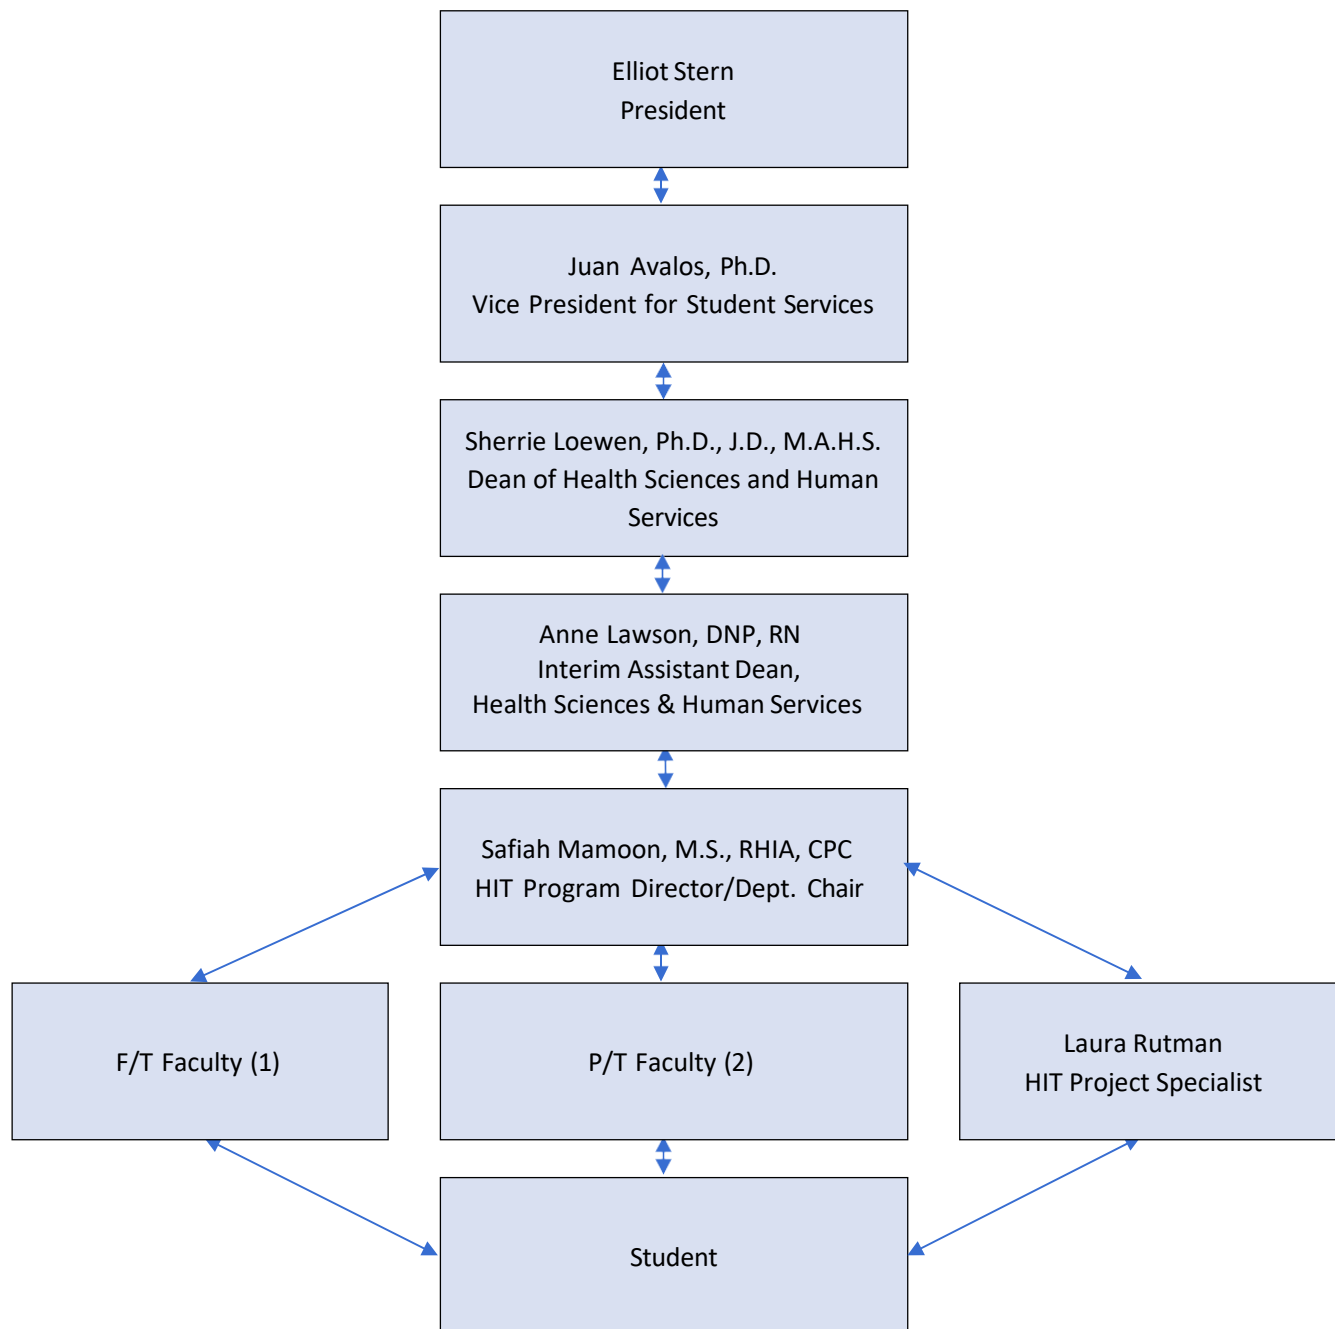 Elliot Stern
President
Juan Avalos, Ph.D.
Vice President for Student Services
Sherrie Loewen, Ph.D., J.D., M.A.H.S.
Dean of Health Sciences and Human
Services
Anne Lawson, DNP, RN
Interim Assistant Dean,
Health Sciences & Human Services
Safiah Mamoon, M.S., RHIA, CPC
HIT Program Director/Dept. Chair
F/T Faculty (1)
P/T Faculty (2)
Laura Rutman
HIT Project Specialist
Student